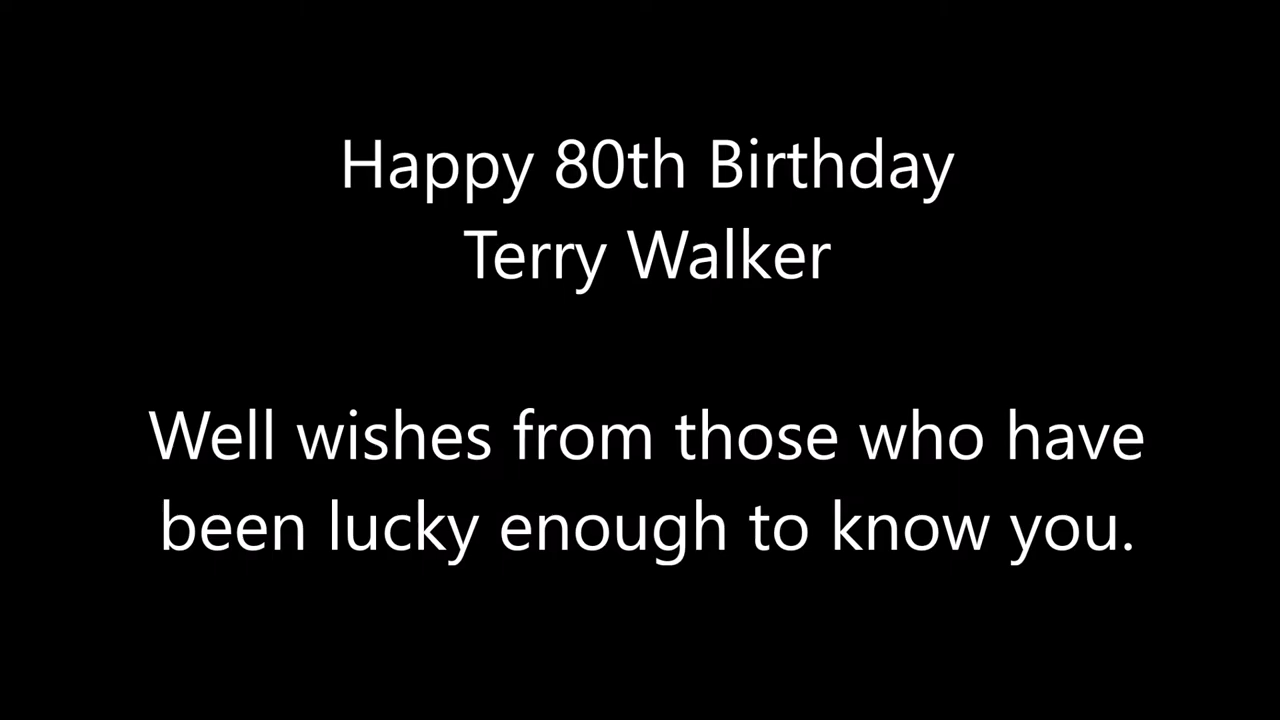 Happy 80th Birthday
Terry Walker
Well wishes from those who have
been lucky enough to know you.